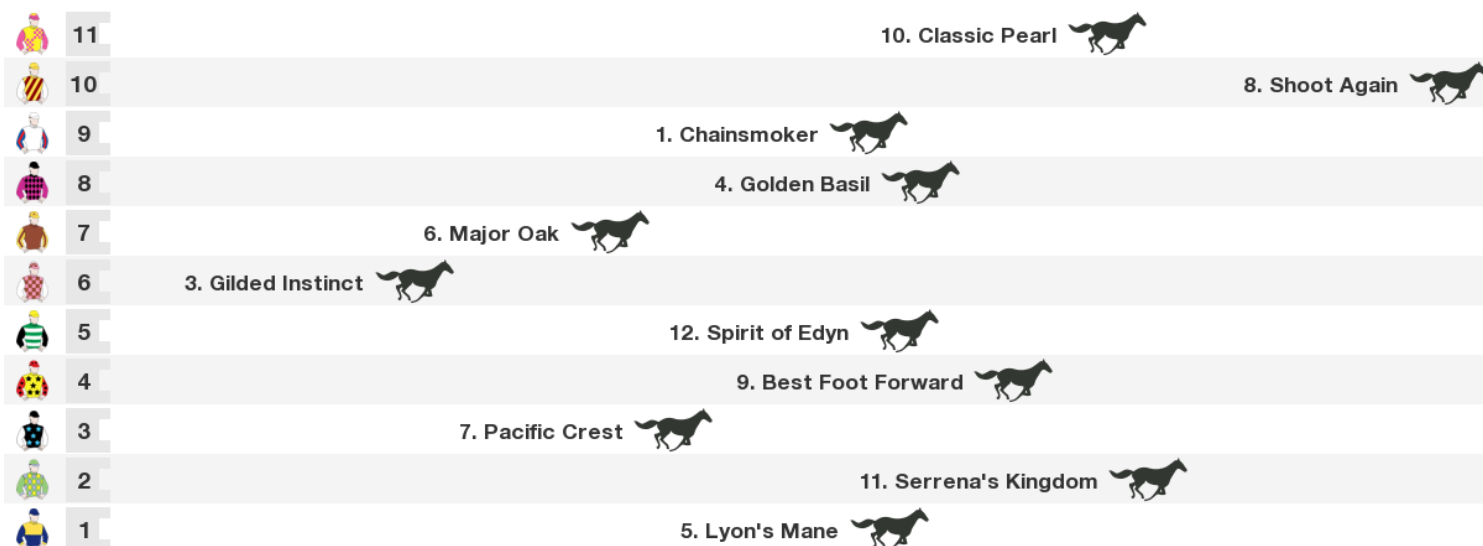 11 10. Classic Pearl
10 8. Shoot Again
9 1. Chainsmoker
8 4. Golden Basil
7 6. Major Oak
6 3. Gilded Instinct
5 12. Spirit of Edyn
4 9. Best Foot Forward
3 7. Pacific Crest
2 11. Serrena's Kingdom
1 5. Lyon's Mane